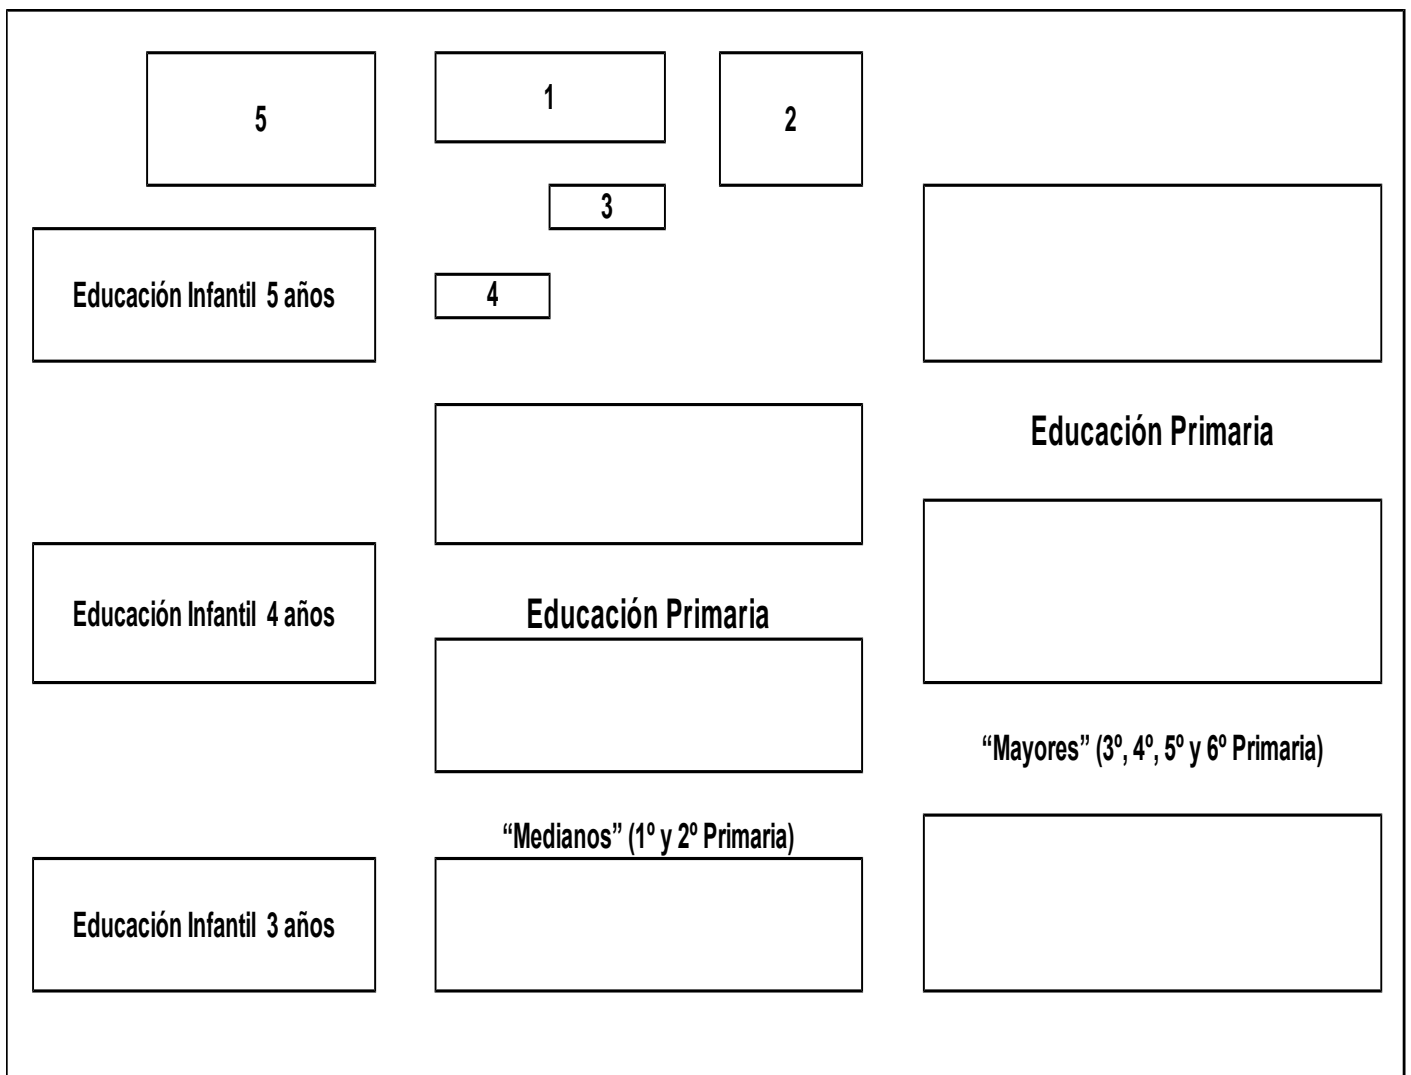 5
1
2
3
Educación Infantil 5 años
4
Educación Primaria
Educación Infantil 4 años
Educación Primaria
“Mayores” (3º, 4º, 5º y 6º Primaria)
“Medianos” (1º y 2º Primaria)
Educación Infantil 3 años